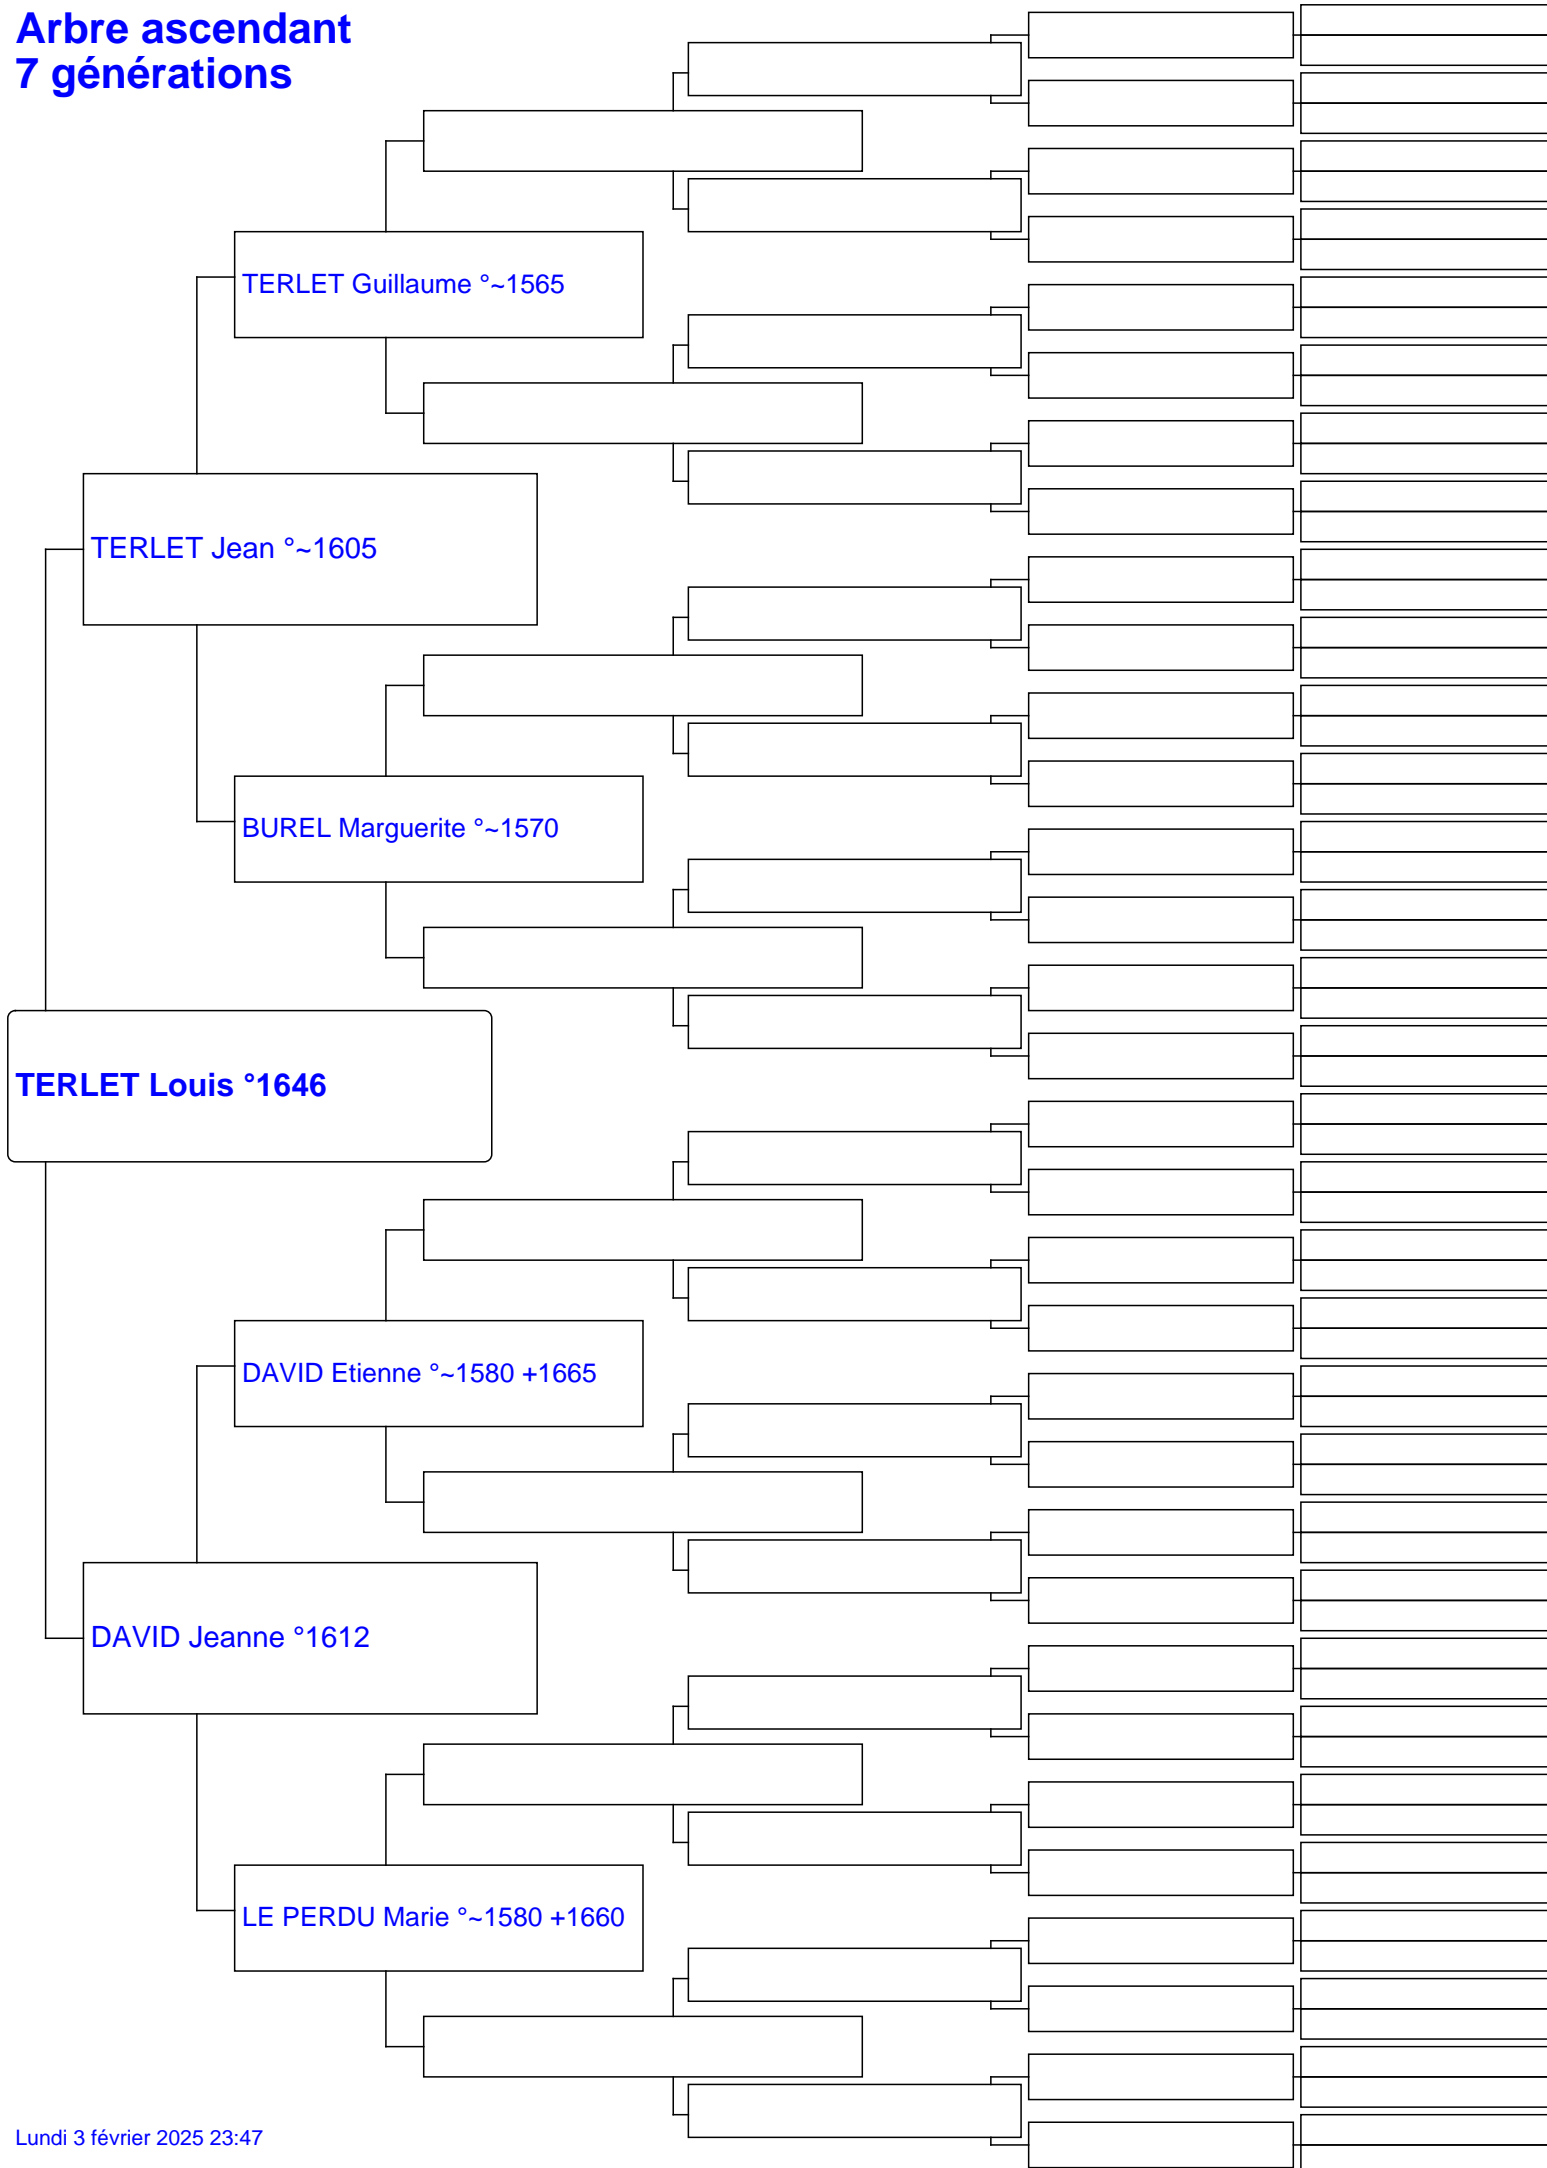 Arbre ascendant
7 générations
TERLET Guillaume °~1565
TERLET Jean °~1605
BUREL Marguerite °~1570
TERLET Louis °1646
DAVID Etienne °~1580 +1665
DAVID Jeanne °1612
LE PERDU Marie °~1580 +1660
Lundi 3 février 2025 23:47